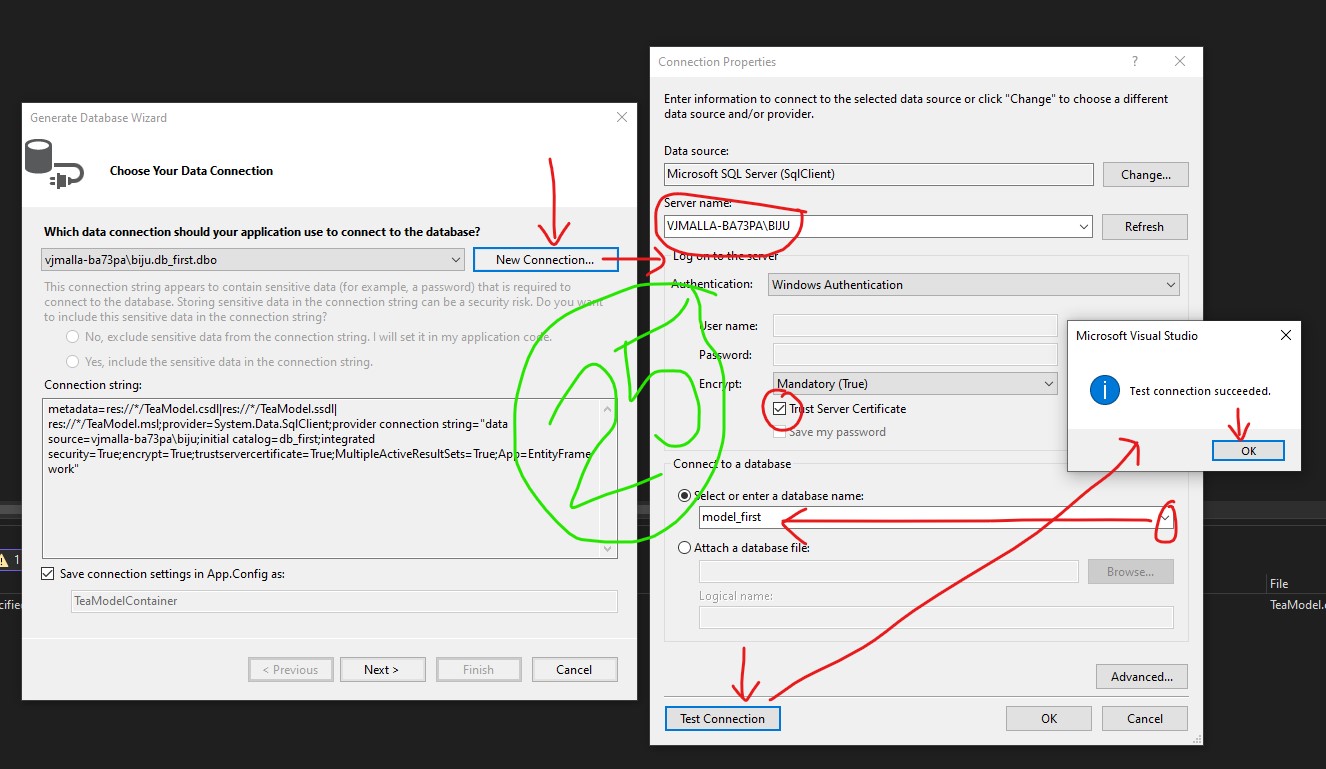 Generate Database Wizard
Choose Your Data Connection
Which data connection should your application use to connect to the database?
vjmalla-ba73pa\biju.db_first.dbo
New Connection...
This connection string appears to contain sensitive data (for example, a password) that is required to
connect to the database. Storing sensitive data in the connection string can be a security risk. Do you want
to include this sensitive data in the connection string?
No, exclude sensitive data from the connection string. I will set it in my application code.
Yes, include the sensitive data in the connection string.
Connection string:
metadata=res://*/TeaModel.csdl|res://*/TeaModel.ssdl|
res://*/TeaModel.msl;provider=System.Data.SqlClient;provider connection string="data
source=vjmalla-ba73pa\biju;initial catalog=db_first;integrated
security=True;encrypt=True;trustservercertificate=True;MultipleActiveResultSets=True;App=EntityFrame
work"
Save connection settings in App.Config as:
TeaModelContainer
< Previous
Next >
Finish
Cancel
Connection Properties
?
Enter information to connect to the selected data source or click "Change" to choose a different
data source and/or provider.
Data source:
Microsoft SQL Server (SqlClient)
Change...
Server name:
VJMALLA-BA73PA\BIJU
Refresh
Log on to the server
Authentication:
Windows Authentication
User name:
Password:
Encrypt:
Mandatory (True)
Trust Server Certificate
Save my password
Connect to a database
Select or enter a database name:
model_first
Attach a database file:
Browse...
Logical name:
Advanced...
Test Connection
OK
Cancel
Microsoft Visual Studio
Test connection succeeded.
OK
25
1
File